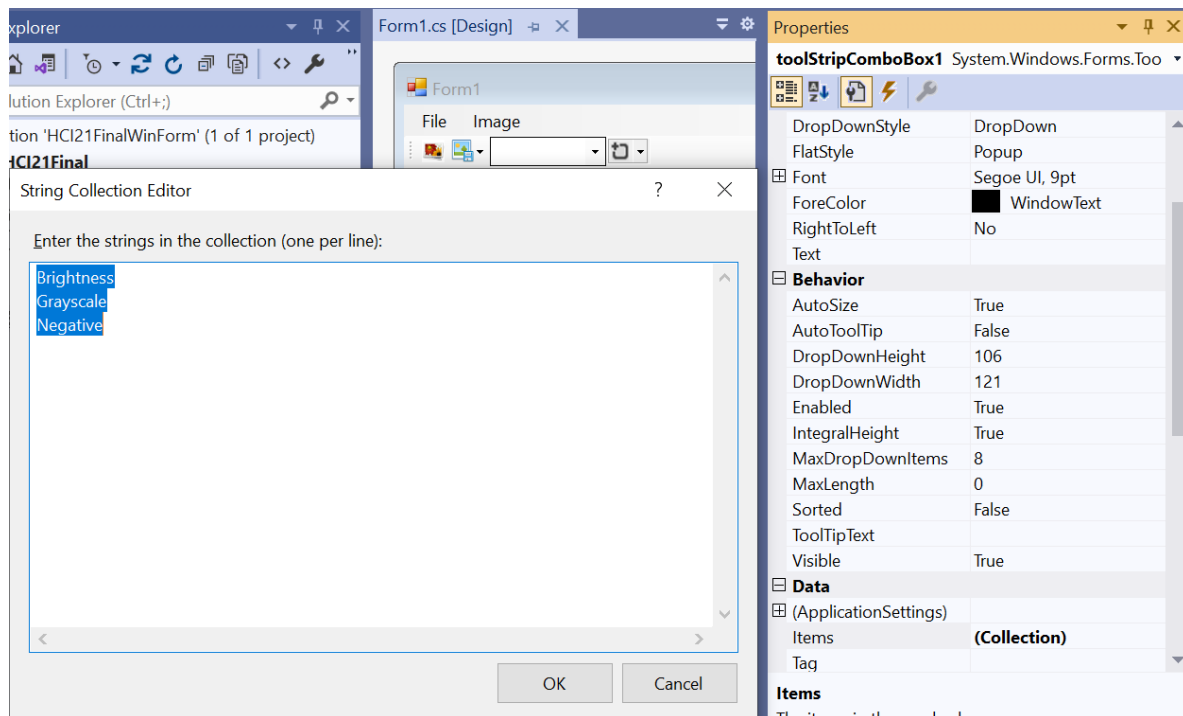 xplorer
lution Explorer (Ctrl+;)
tion 'HCI21FinalWinForm' (1 of 1 project)
HCI21Final
Form1.cs [Design]
Form1
File Image
String Collection Editor ?
Enter the strings in the collection (one per line):
Brightness
Grayscale
Negative
OK Cancel
Properties
toolStripComboBox1 System.Windows.Forms.Too
DropDownStyle DropDown
FlatStyle Popup
Font Segoe UI, 9pt
ForeColor WindowText
RightToLeft No
Text
Behavior
AutoSize True
AutoToolTip False
DropDownHeight 106
DropDownWidth 121
Enabled True
IntegralHeight True
MaxDropDownItems 8
MaxLength 0
Sorted False
ToolTipText
Visible True
Data
(ApplicationSettings)
Items (Collection)
Tag
Items